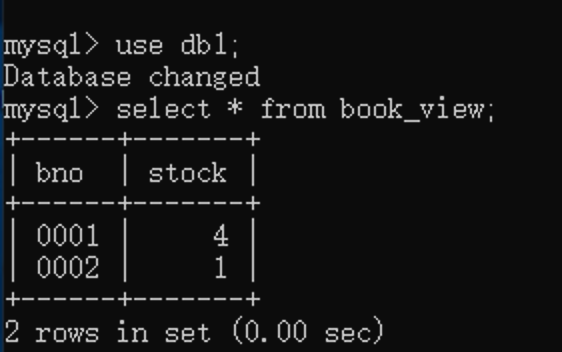 mysql> use db1;
Database changed
mysql> select * from book_view;
+------+-------+
| bno  | stock |
+------+-------+
| 0001 |     4 |
| 0002 |     1 |
+------+-------+
2 rows in set (0.00 sec)